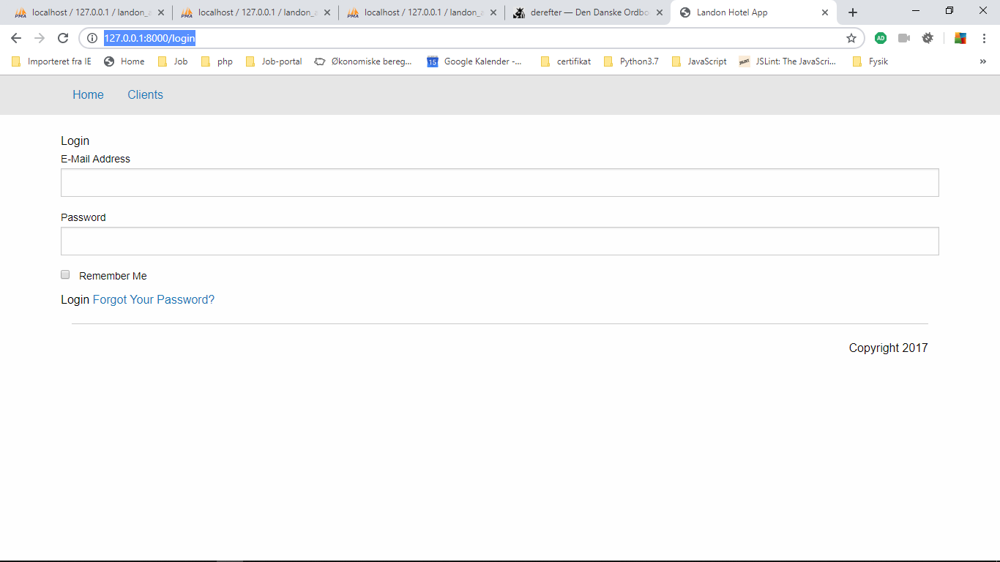 localhost / 127.0.0.1 / landon_a
localhost / 127.0.0.1 / landon_a
localhost / 127.0.0.1 / landon_a
derefter — Den Danske Ordbo
Landon Hotel App
127.0.0.1:8000/login
AD
Importeret fra IE
Home
Job
php
Job-portal
Økonomiske bereg...
15
Google Kalender -...
certifikat
Python3.7
JavaScript
JSLint: The JavaScri...
Fysik
»
Home
Clients
Login
E-Mail Address
Password
Remember Me
Login Forgot Your Password?
Copyright 2017